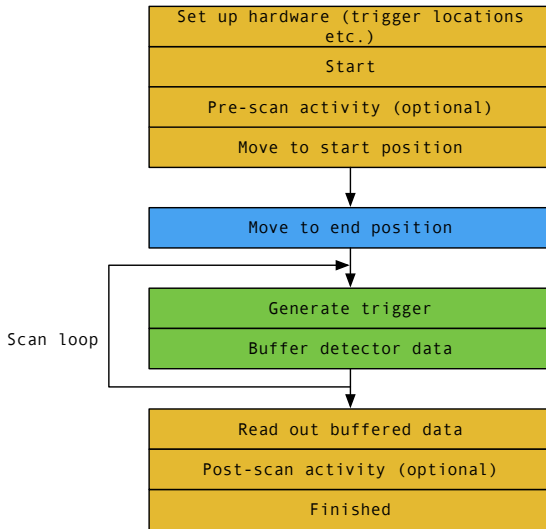 Set up hardware (trigger locations
etc.)
Start
Pre-scan activity (optional)
Move to start position
Move to end position
Generate trigger
Scan loop
Buffer detector data
Read out buffered data
Post-scan activity (optional)
Finished